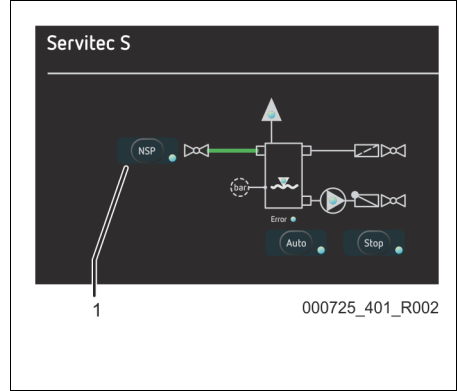 Servitec S
NSP
bar
Error
Auto
Stop
1
000725_401_R002